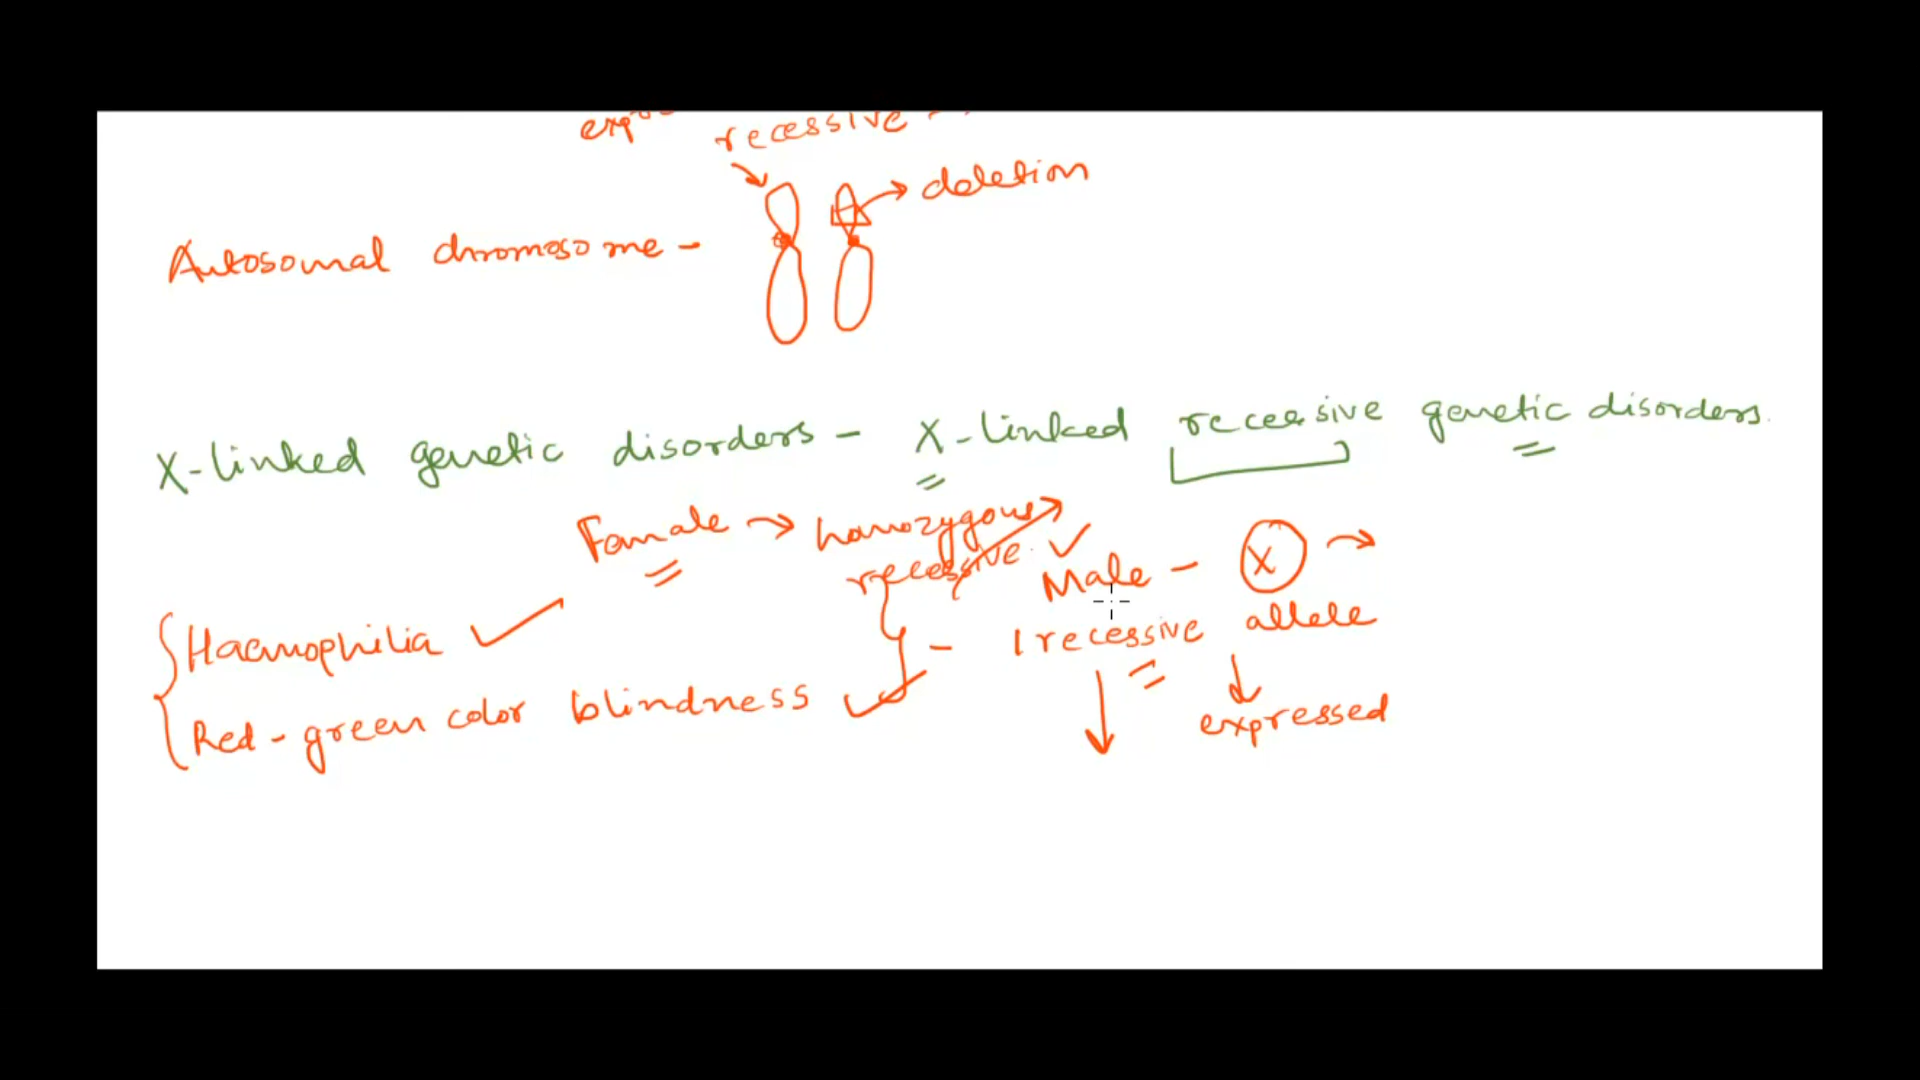 recessive -
deletion
Autosomal chromosome -
X-linked genetic disorders - X-linked recessive genetic disorders.
Female → homozygous
recessive.
Male - X →
Haemophilia
- 1 recessive allele
Red-green color blindness
expressed